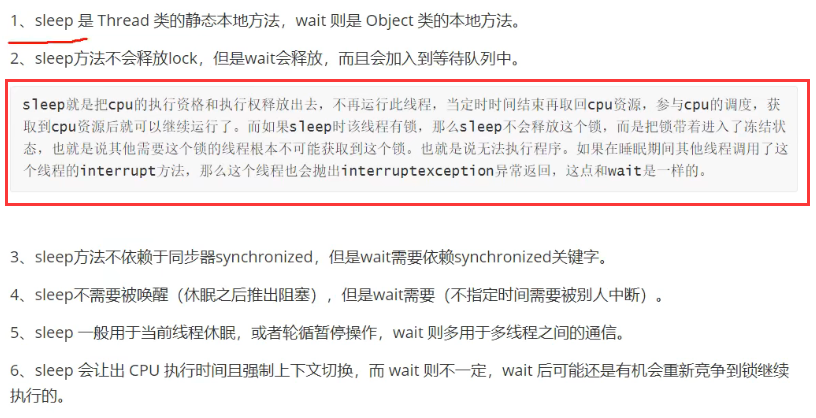 1、sleep 是 Thread 类的静态本地方法，wait 则是 Object 类的本地方法。
2、sleep方法不会释放lock，但是wait会释放，而且会加入到等待队列中。
sleep就是把cpu的执行资格和执行权释放出去，不再运行此线程，当定时时间结束再取回cpu资源，参与cpu的调度，获
取到cpu资源后就可以继续运行了。而如果sleep时该线程有锁，那么sleep不会释放这个锁，而是把锁带着进入了冻结状
态，也就是说其他需要这个锁的线程根本不可能获取到这个锁。也就是说无法执行程序。如果在睡眠期间其他线程调用了这
个线程的interrupt方法，那么这个线程也会抛出interruptexception异常返回，这点和wait是一样的。
3、sleep方法不依赖于同步器synchronized，但是wait需要依赖synchronized关键字。
4、sleep不需要被唤醒（休眠之后推出阻塞），但是wait需要（不指定时间需要被别人中断）。
5、sleep 一般用于当前线程休眠，或者轮循暂停操作，wait 则多用于多线程之间的通信。
6、sleep 会让出 CPU 执行时间且强制上下文切换，而 wait 则不一定，wait 后可能还是有机会重新竞争到锁继续
执行的。